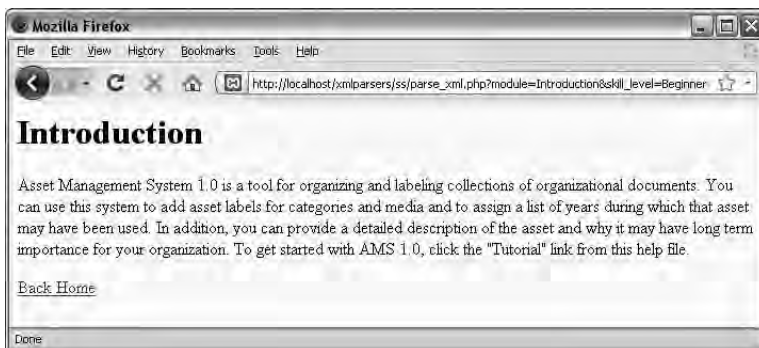 Mozilla Firefox
File Edit View History Bookmarks Tools Help
http://localhost/xmlparsers/ss/parse_xml.php?module=Introduction&skill_level=Beginner
Introduction
Asset Management System 1.0 is a tool for organizing and labeling collections of organizational documents. You
can use this system to add asset labels for categories and media and to assign a list of years during which that asset
may have been used. In addition, you can provide a detailed description of the asset and why it may have long term
importance for your organization. To get started with AMS 1.0, click the "Tutorial" link from this help file.
Back Home
Done